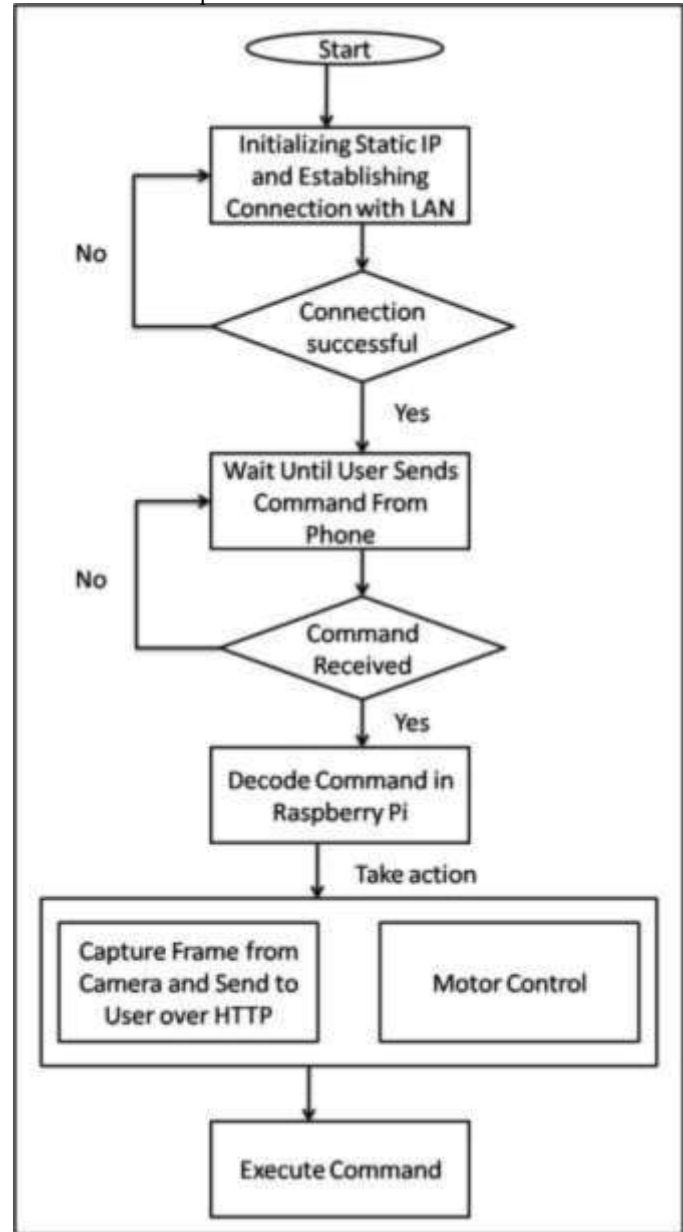 Start
Initializing Static IP
and Establishing
Connection with LAN
No
Connection
successful
Yes
Wait Until User Sends
Command From
Phone
No
Command
Received
Yes
Decode Command in
Raspberry Pi
Take action
Capture Frame from
Camera and Send to
User over HTTP
Motor Control
Execute Command